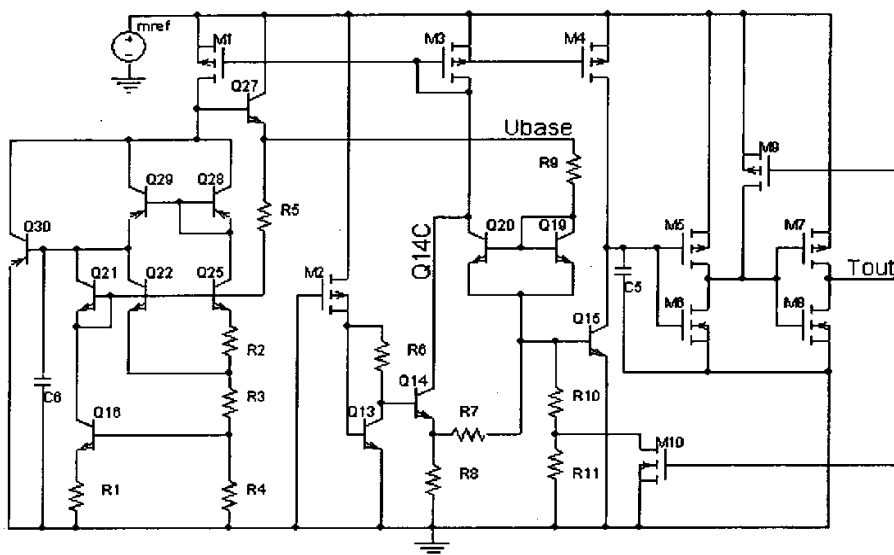 mref
M1
M3
M4
Q27
Ubase
M9
R9
Q29
Q28
R5
Q30
Q20
Q19
M5
M7
Q21
Q22
Q25
M2
Q14C
C5
Tout
M6
M8
Q15
R2
R6
C6
R3
Q14
Q16
Q13
R7
R10
M10
R1
R4
R8
R11